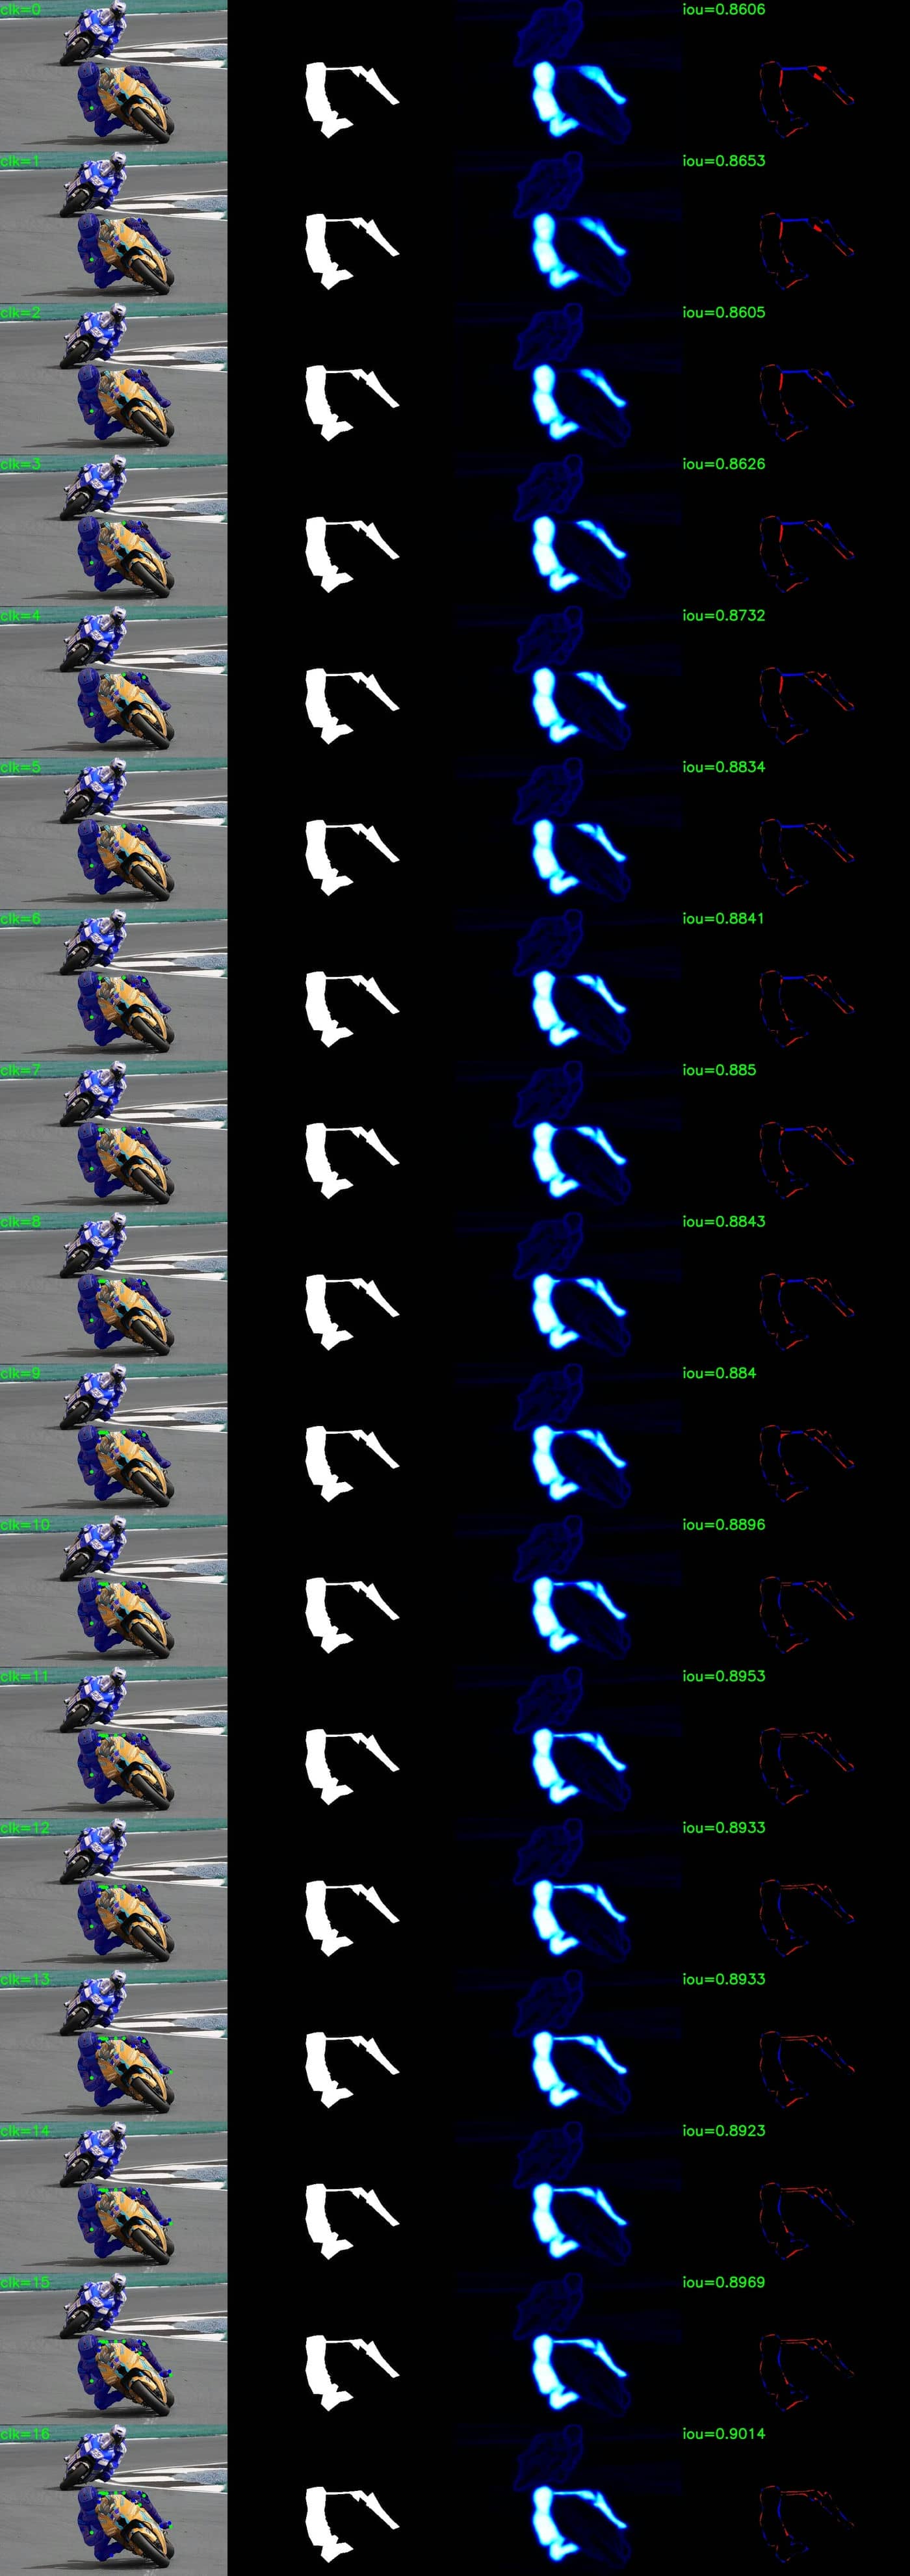 clk=0 iou=0.8606
clk=1 iou=0.8653
clk=2 iou=0.8605
clk=3 iou=0.8626
clk=4 iou=0.8732
clk=5 iou=0.8834
clk=6 iou=0.8841
clk=7 iou=0.885
clk=8 iou=0.8843
clk=9 iou=0.884
clk=10 iou=0.8896
clk=11 iou=0.8953
clk=12 iou=0.8933
clk=13 iou=0.8933
clk=14 iou=0.8923
clk=15 iou=0.8969
clk=16 iou=0.9014